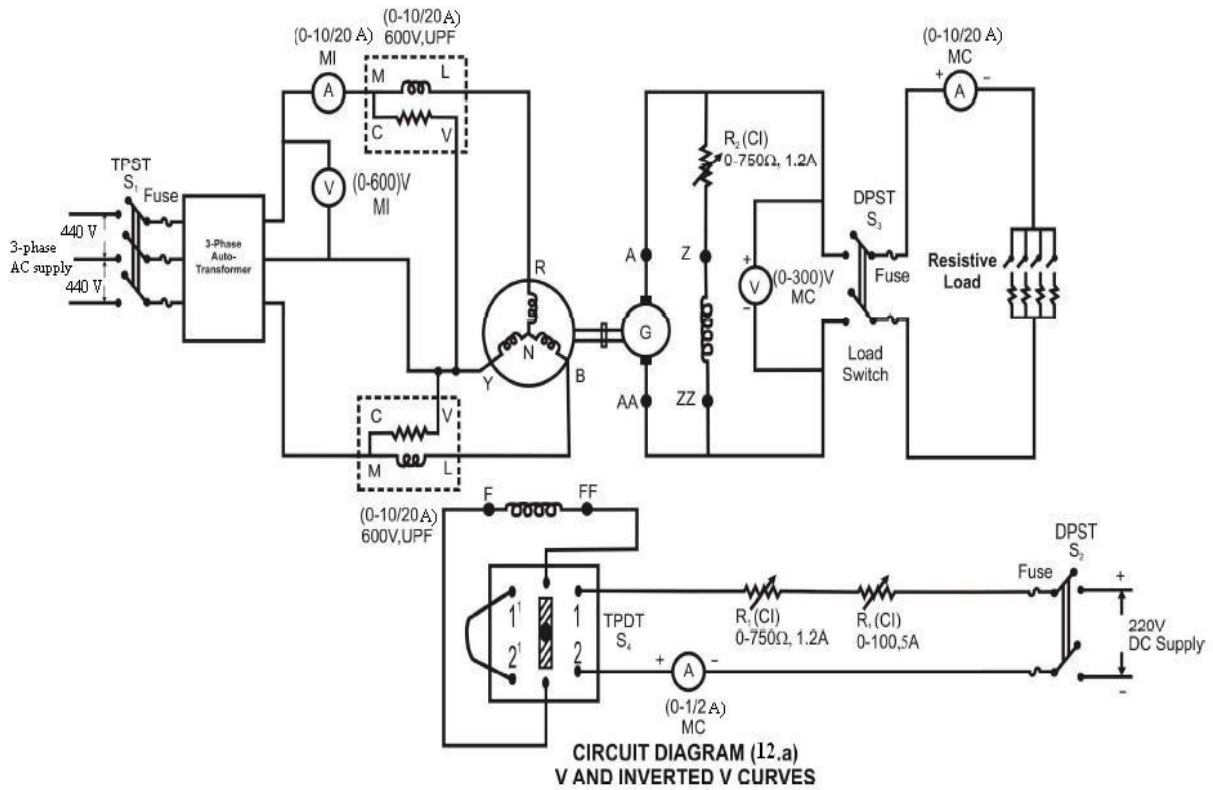 (0-10/20 A)
600V,UPF
(0-10/20 A)
MI
A
M
L
C
V
TPST
S₁
Fuse
V
(0-600)V
MI
440 V
3-phase
AC supply
440 V
3-Phase
Auto-
Transformer
R
N
Y
B
C
V
M
L
(0-10/20 A)
600V,UPF
G
A
AA
R₂ (CI)
0-750Ω, 1.2A
Z
ZZ
+
V
−
(0-300)V
MC
DPST
S₃
Fuse
Load
Switch
(0-10/20 A)
MC
+
A
−
Resistive
Load
F
FF
1¹
2¹
1
2
TPDT
S₄
R₁(CI)
0-750Ω, 1.2A
R₁(CI)
0-100,5A
+
A
−
(0-1/2 A)
MC
Fuse
DPST
S₂
+
220V
DC Supply
−
CIRCUIT DIAGRAM (12.a)
V AND INVERTED V CURVES